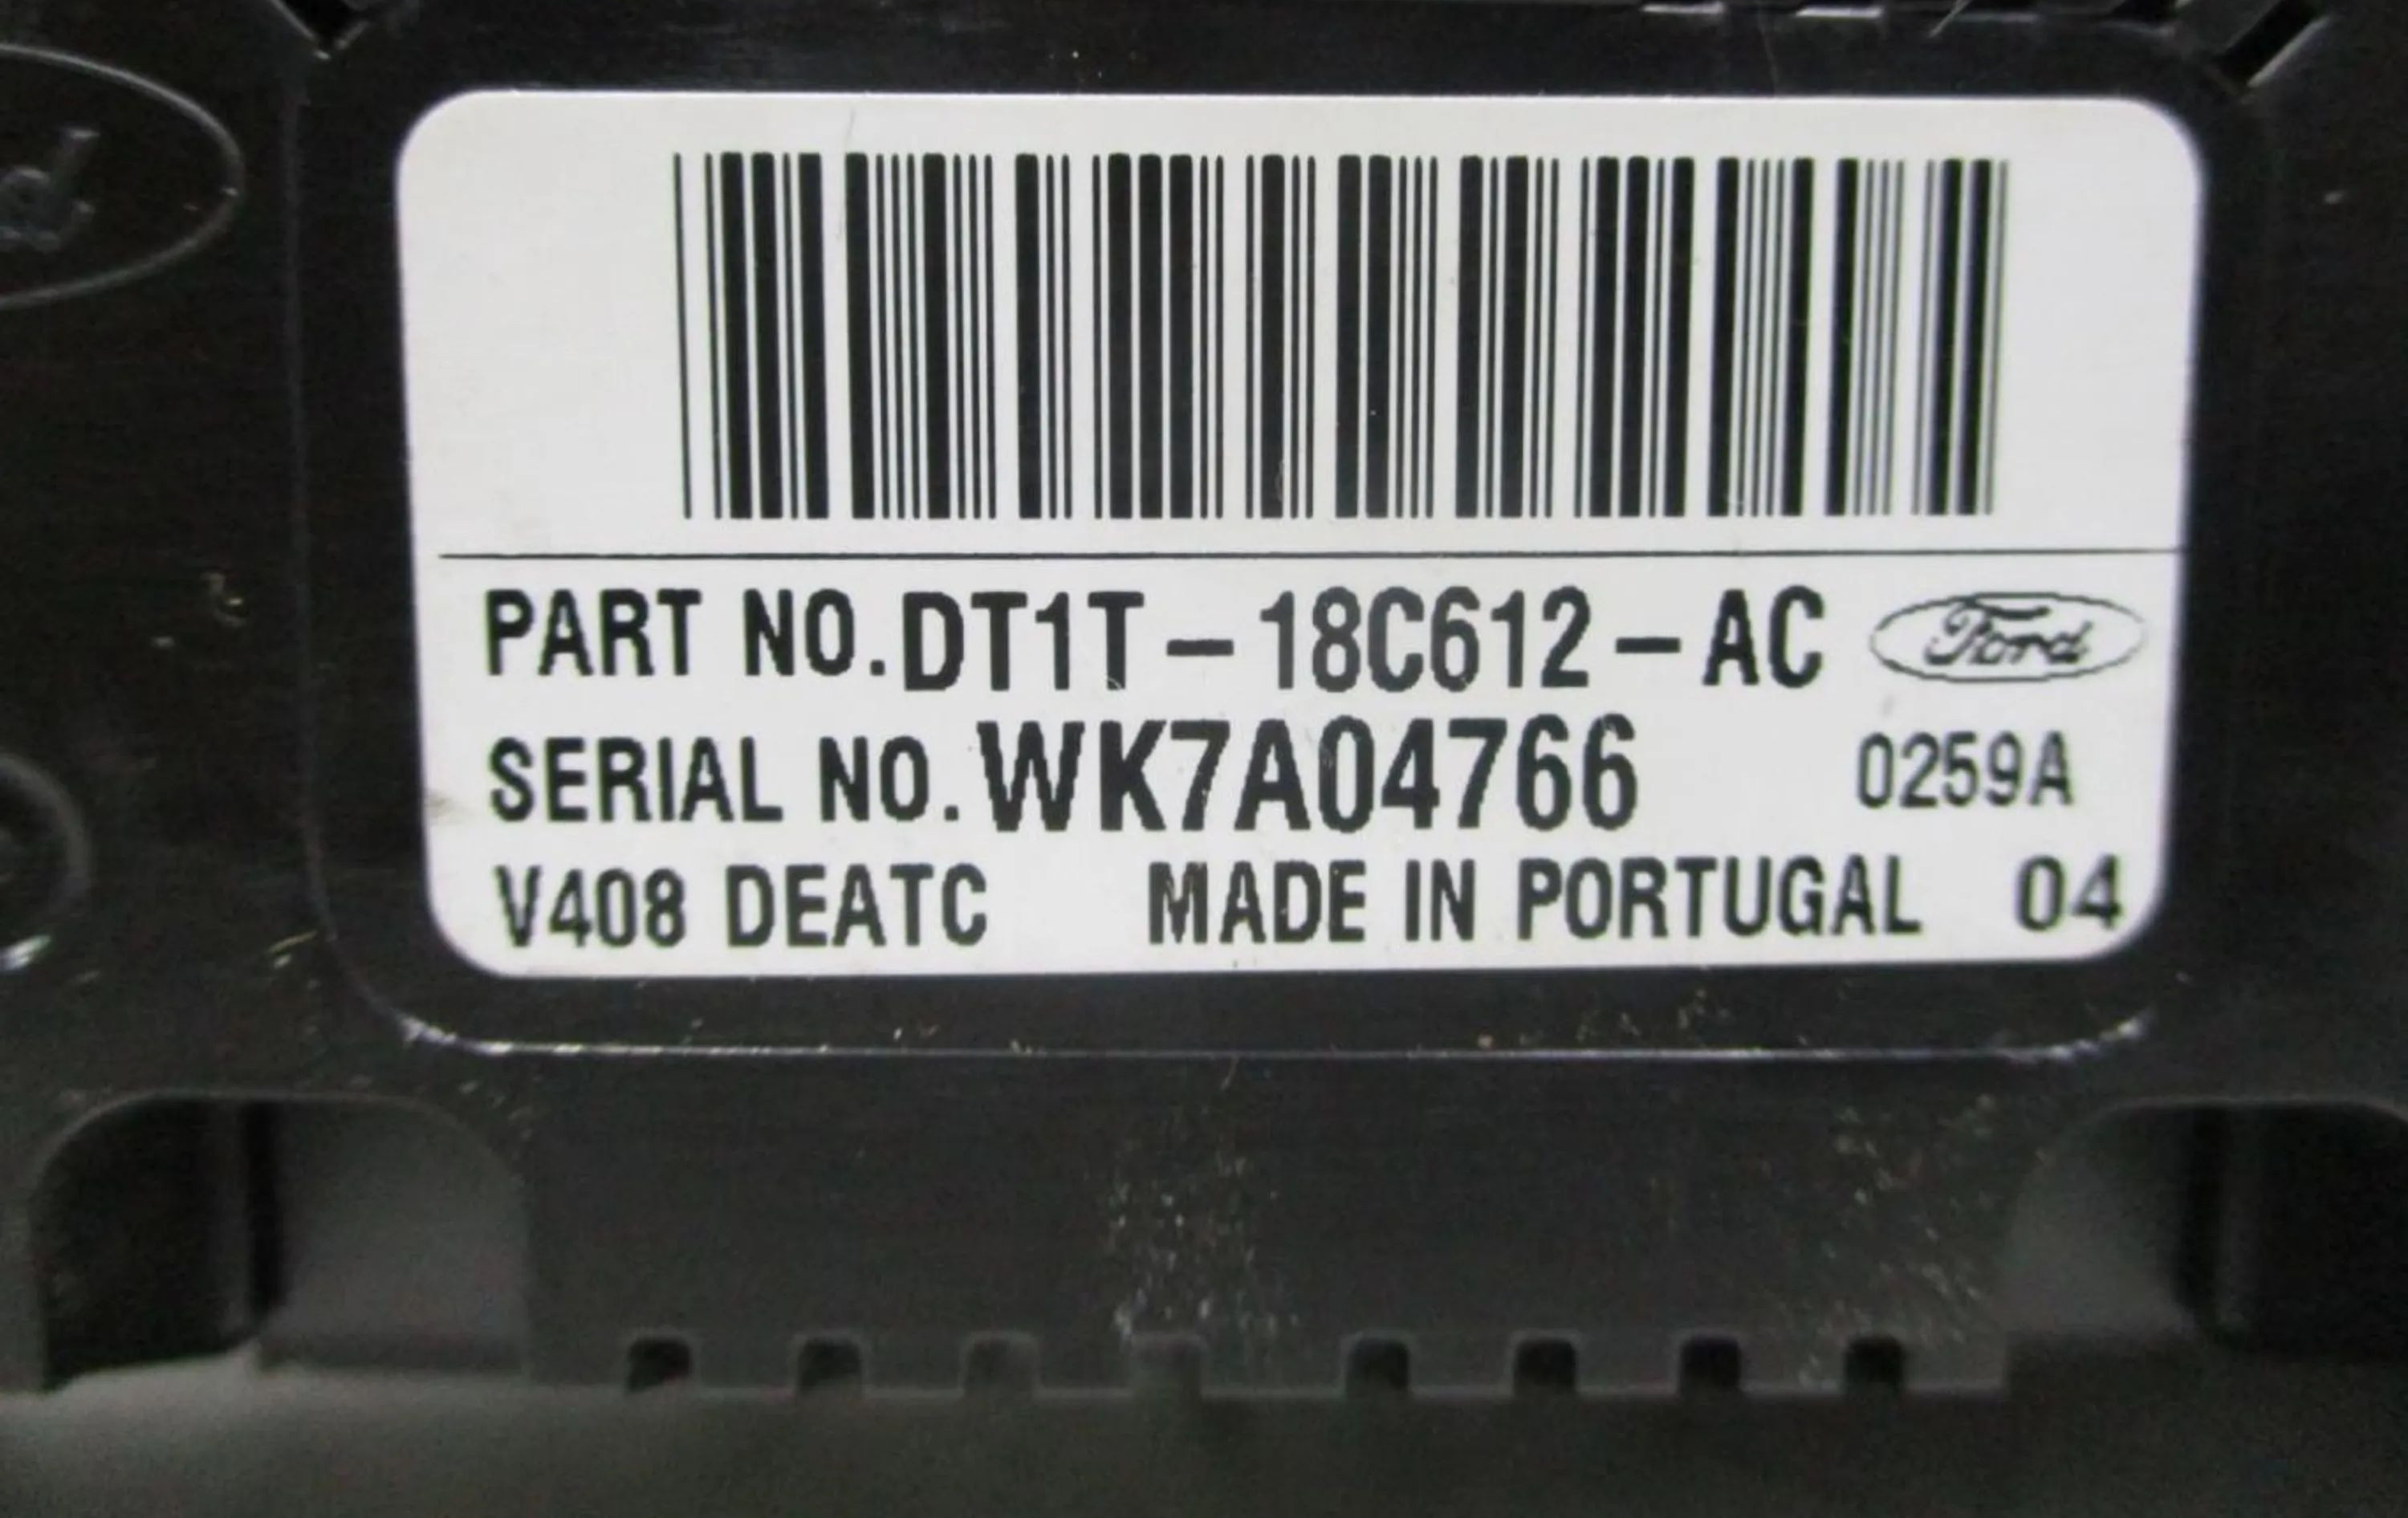 PART NO.DT1T-18C612-AC Ford
SERIAL NO.WK7A04766 0259A
V408 DEATC MADE IN PORTUGAL 04